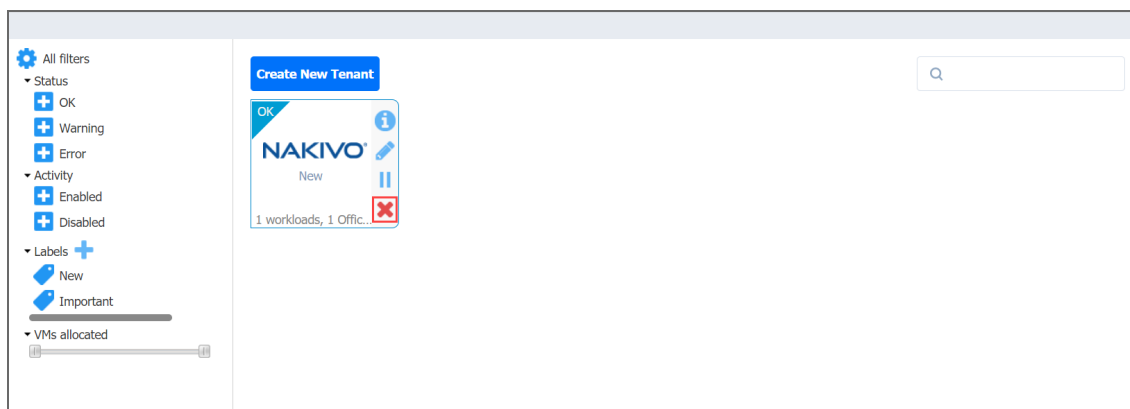 All filters
Status
OK
Warning
Error
Activity
Enabled
Disabled
Labels
New
Important
VMs allocated
Create New Tenant
OK
NAKIVO®
New
1 workloads, 1 Offic...